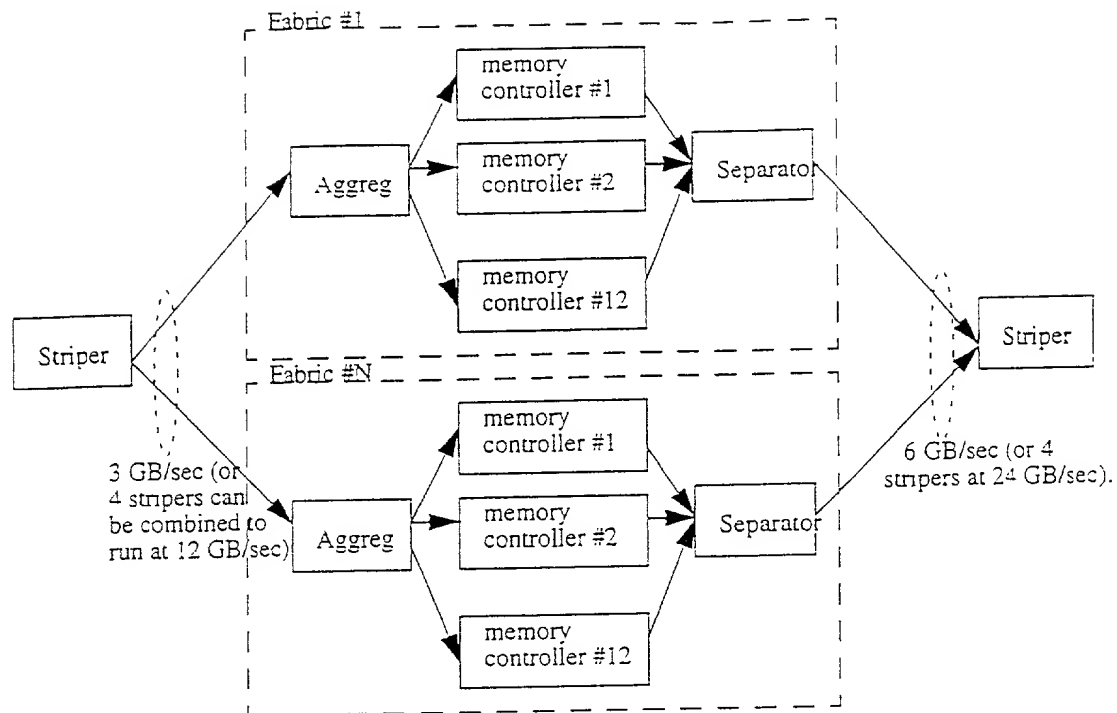 Fabric #1
memory
controller #1
Aggreg
memory
controller #2
Separator
memory
controller #12
Striper
Striper
Fabric #N
memory
controller #1
3 GB/sec (or
4 stripers can
be combined to
run at 12 GB/sec)
6 GB/sec (or 4
stripers at 24 GB/sec).
Aggreg
memory
controller #2
Separator
memory
controller #12